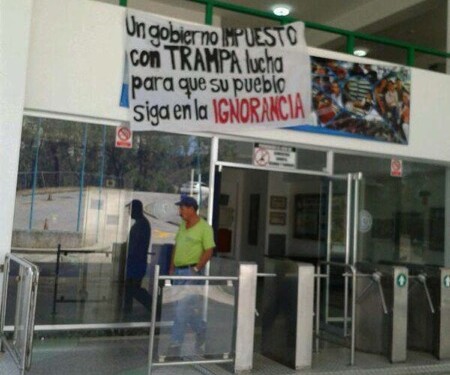 Un gobierno IMPUESTO
con TRAMPA lucha
para que su pueblo
siga en la IGNORANCIA